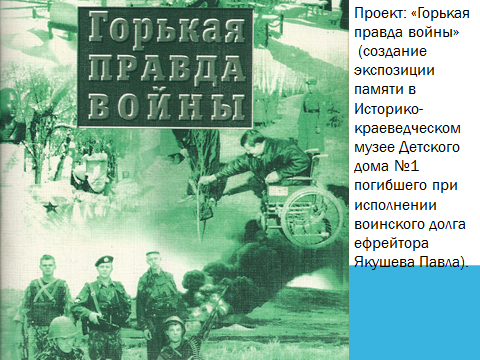 Горькая
ПРАВДА
ВОЙНЫ
Проект: «Горькая
правда войны»
(создание
экспозиции
памяти в
Историко-
краеведческом
музее Детского
дома №1
погибшего при
исполнении
воинского долга
ефрейтора
Якушева Павла).